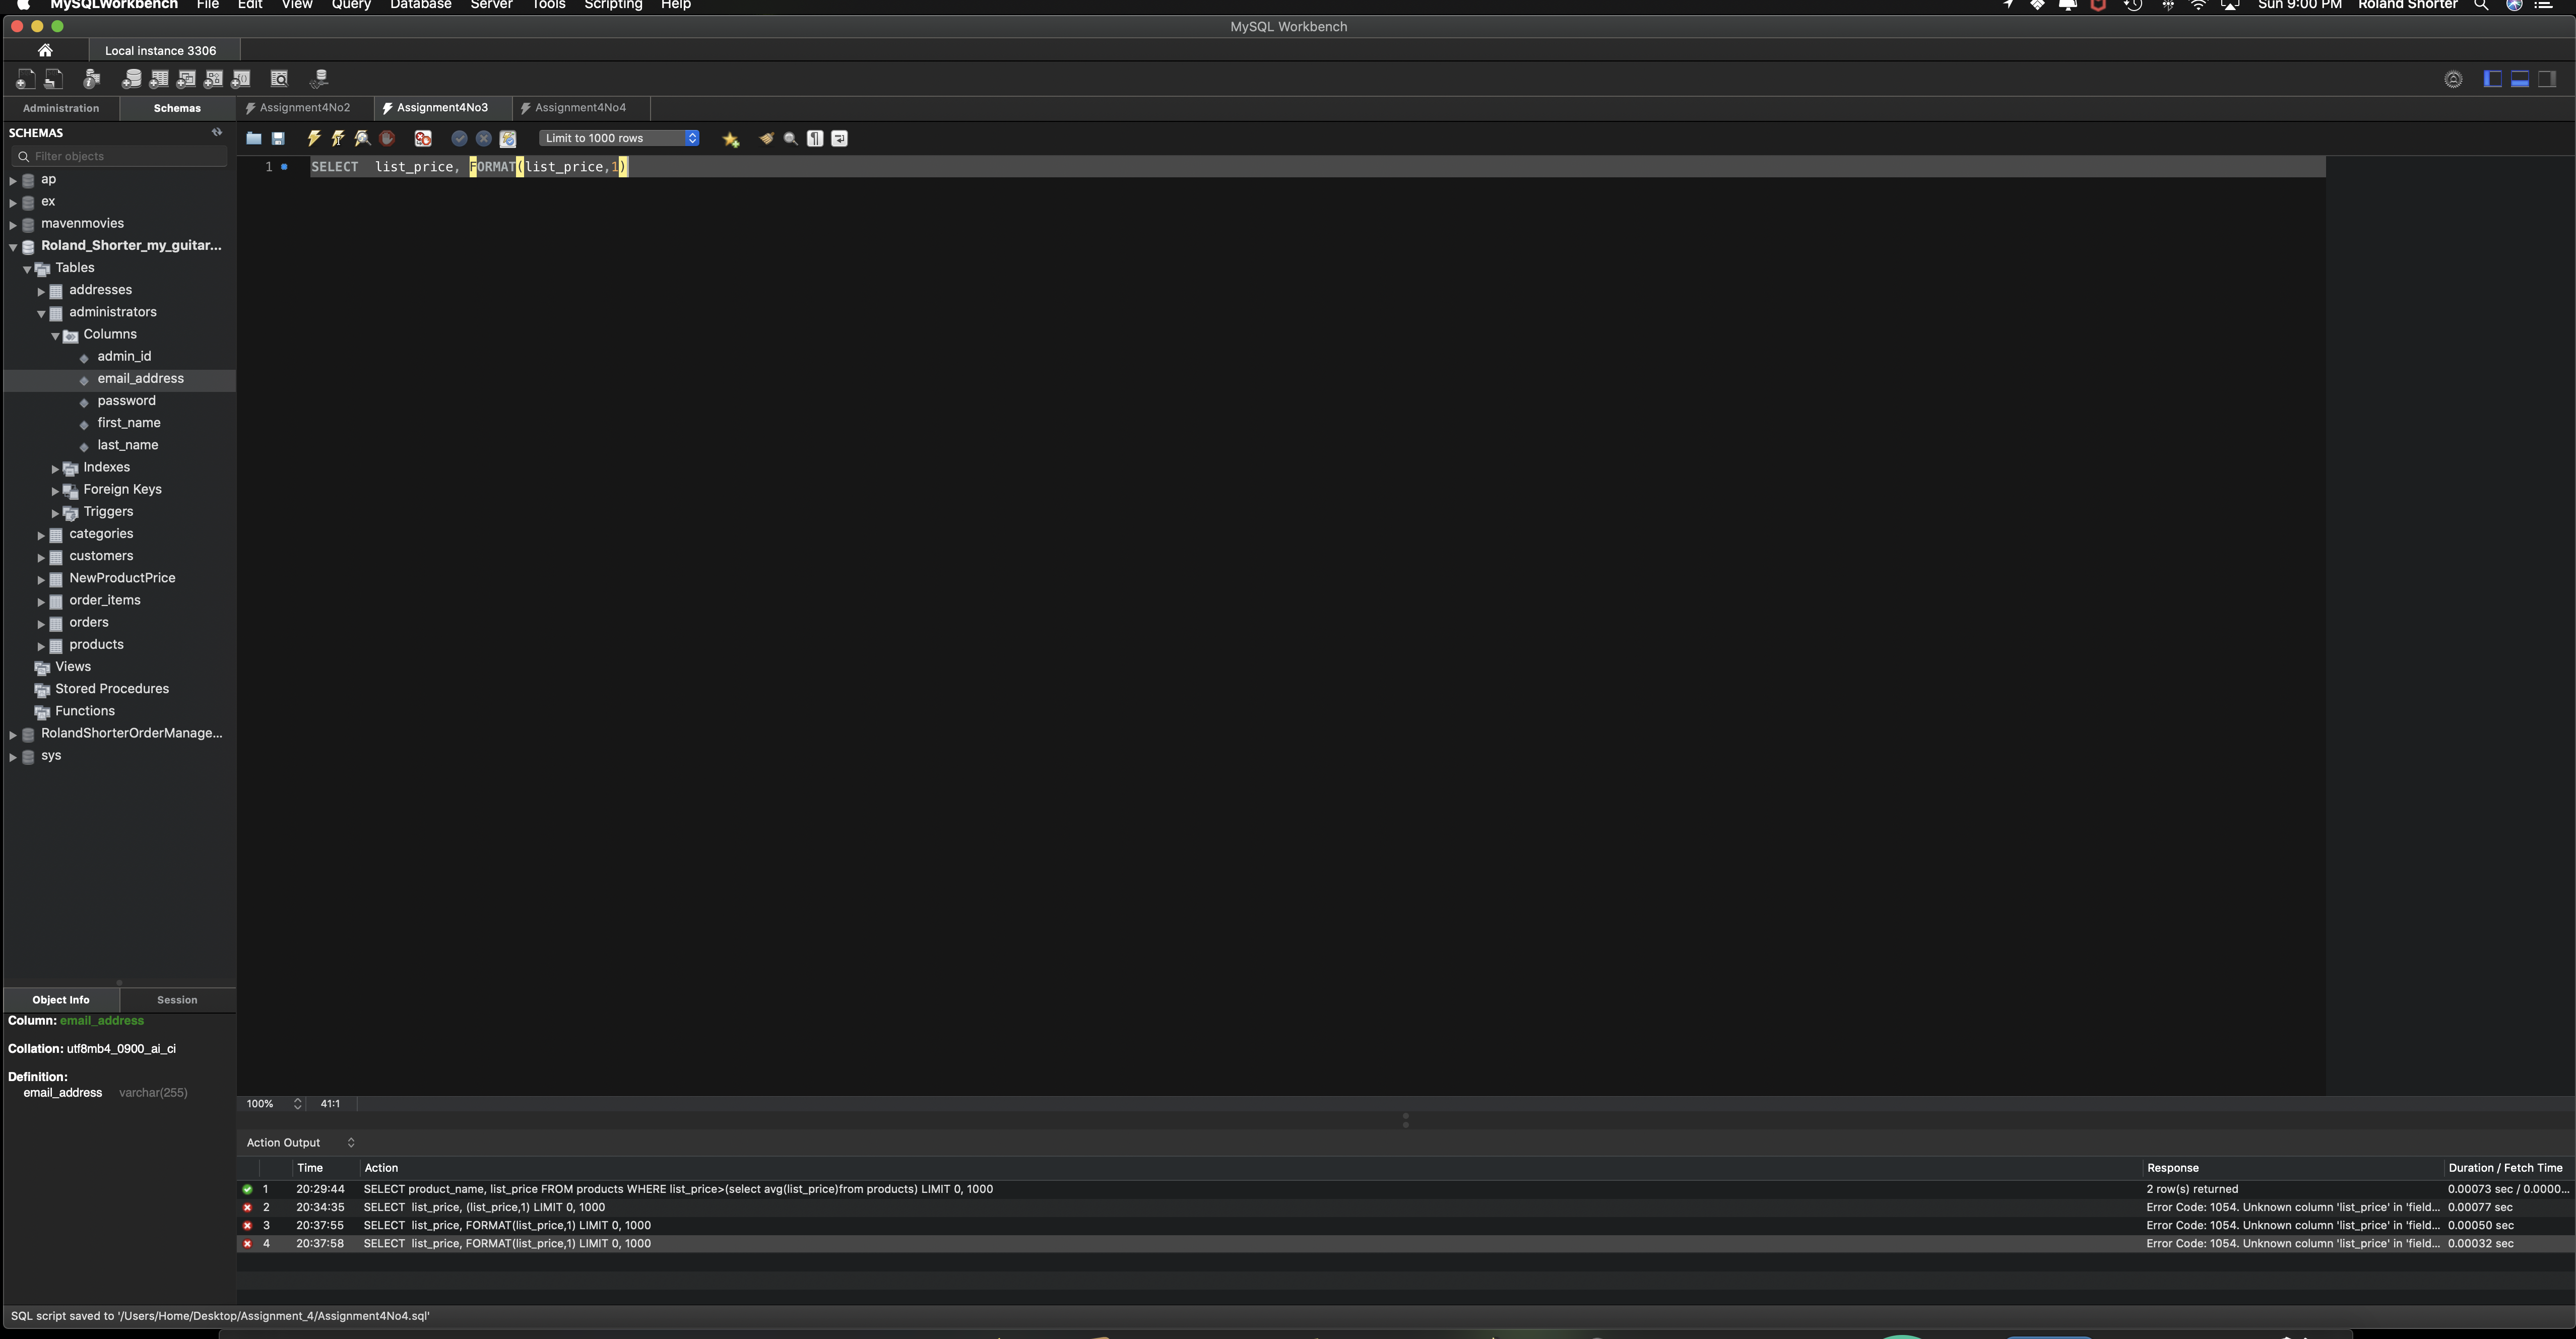 MySQLWorkbench File Edit View Query Database Server Tools Scripting Help Sun 9:00 PM Roland Shorter
MySQL Workbench
Local instance 3306
Administration Schemas Assignment4No2 Assignment4No3 Assignment4No4
SCHEMAS
Limit to 1000 rows
Filter objects
1 SELECT  list_price, FORMAT(list_price,1)
ap
ex
mavenmovies
Roland_Shorter_my_guitar...
Tables
addresses
administrators
Columns
admin_id
email_address
password
first_name
last_name
Indexes
Foreign Keys
Triggers
categories
customers
NewProductPrice
order_items
orders
products
Views
Stored Procedures
Functions
RolandShorterOrderManage...
sys
Object Info Session
Column: email_address
Collation: utf8mb4_0900_ai_ci
Definition:
email_address varchar(255)
100% 41:1
Action Output
Time Action Response Duration / Fetch Time
1 20:29:44 SELECT product_name, list_price FROM products WHERE list_price>(select avg(list_price)from products) LIMIT 0, 1000 2 row(s) returned 0.00073 sec / 0.0000...
2 20:34:35 SELECT  list_price, (list_price,1) LIMIT 0, 1000 Error Code: 1054. Unknown column 'list_price' in 'field... 0.00077 sec
3 20:37:55 SELECT  list_price, FORMAT(list_price,1) LIMIT 0, 1000 Error Code: 1054. Unknown column 'list_price' in 'field... 0.00050 sec
4 20:37:58 SELECT  list_price, FORMAT(list_price,1) LIMIT 0, 1000 Error Code: 1054. Unknown column 'list_price' in 'field... 0.00032 sec
SQL script saved to '/Users/Home/Desktop/Assignment_4/Assignment4No4.sql'